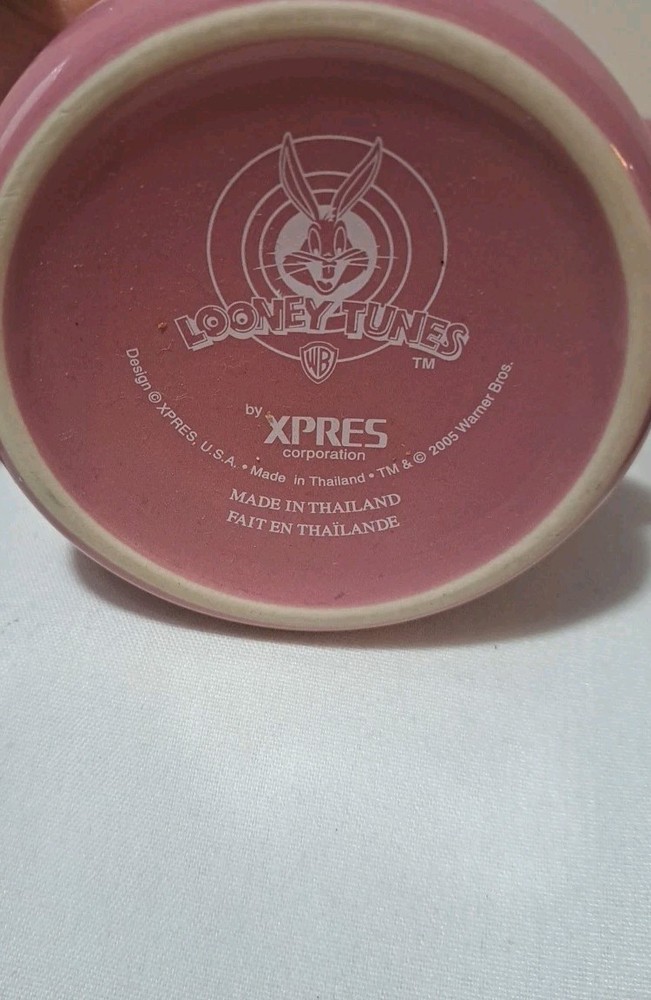 LOONEY TUNES
WB
TM
by XPRES
corporation
Design © XPRES, U.S.A. • Made in Thailand • TM & © 2005 Warner Bros.
MADE IN THAILAND
FAIT EN THAÏLANDE